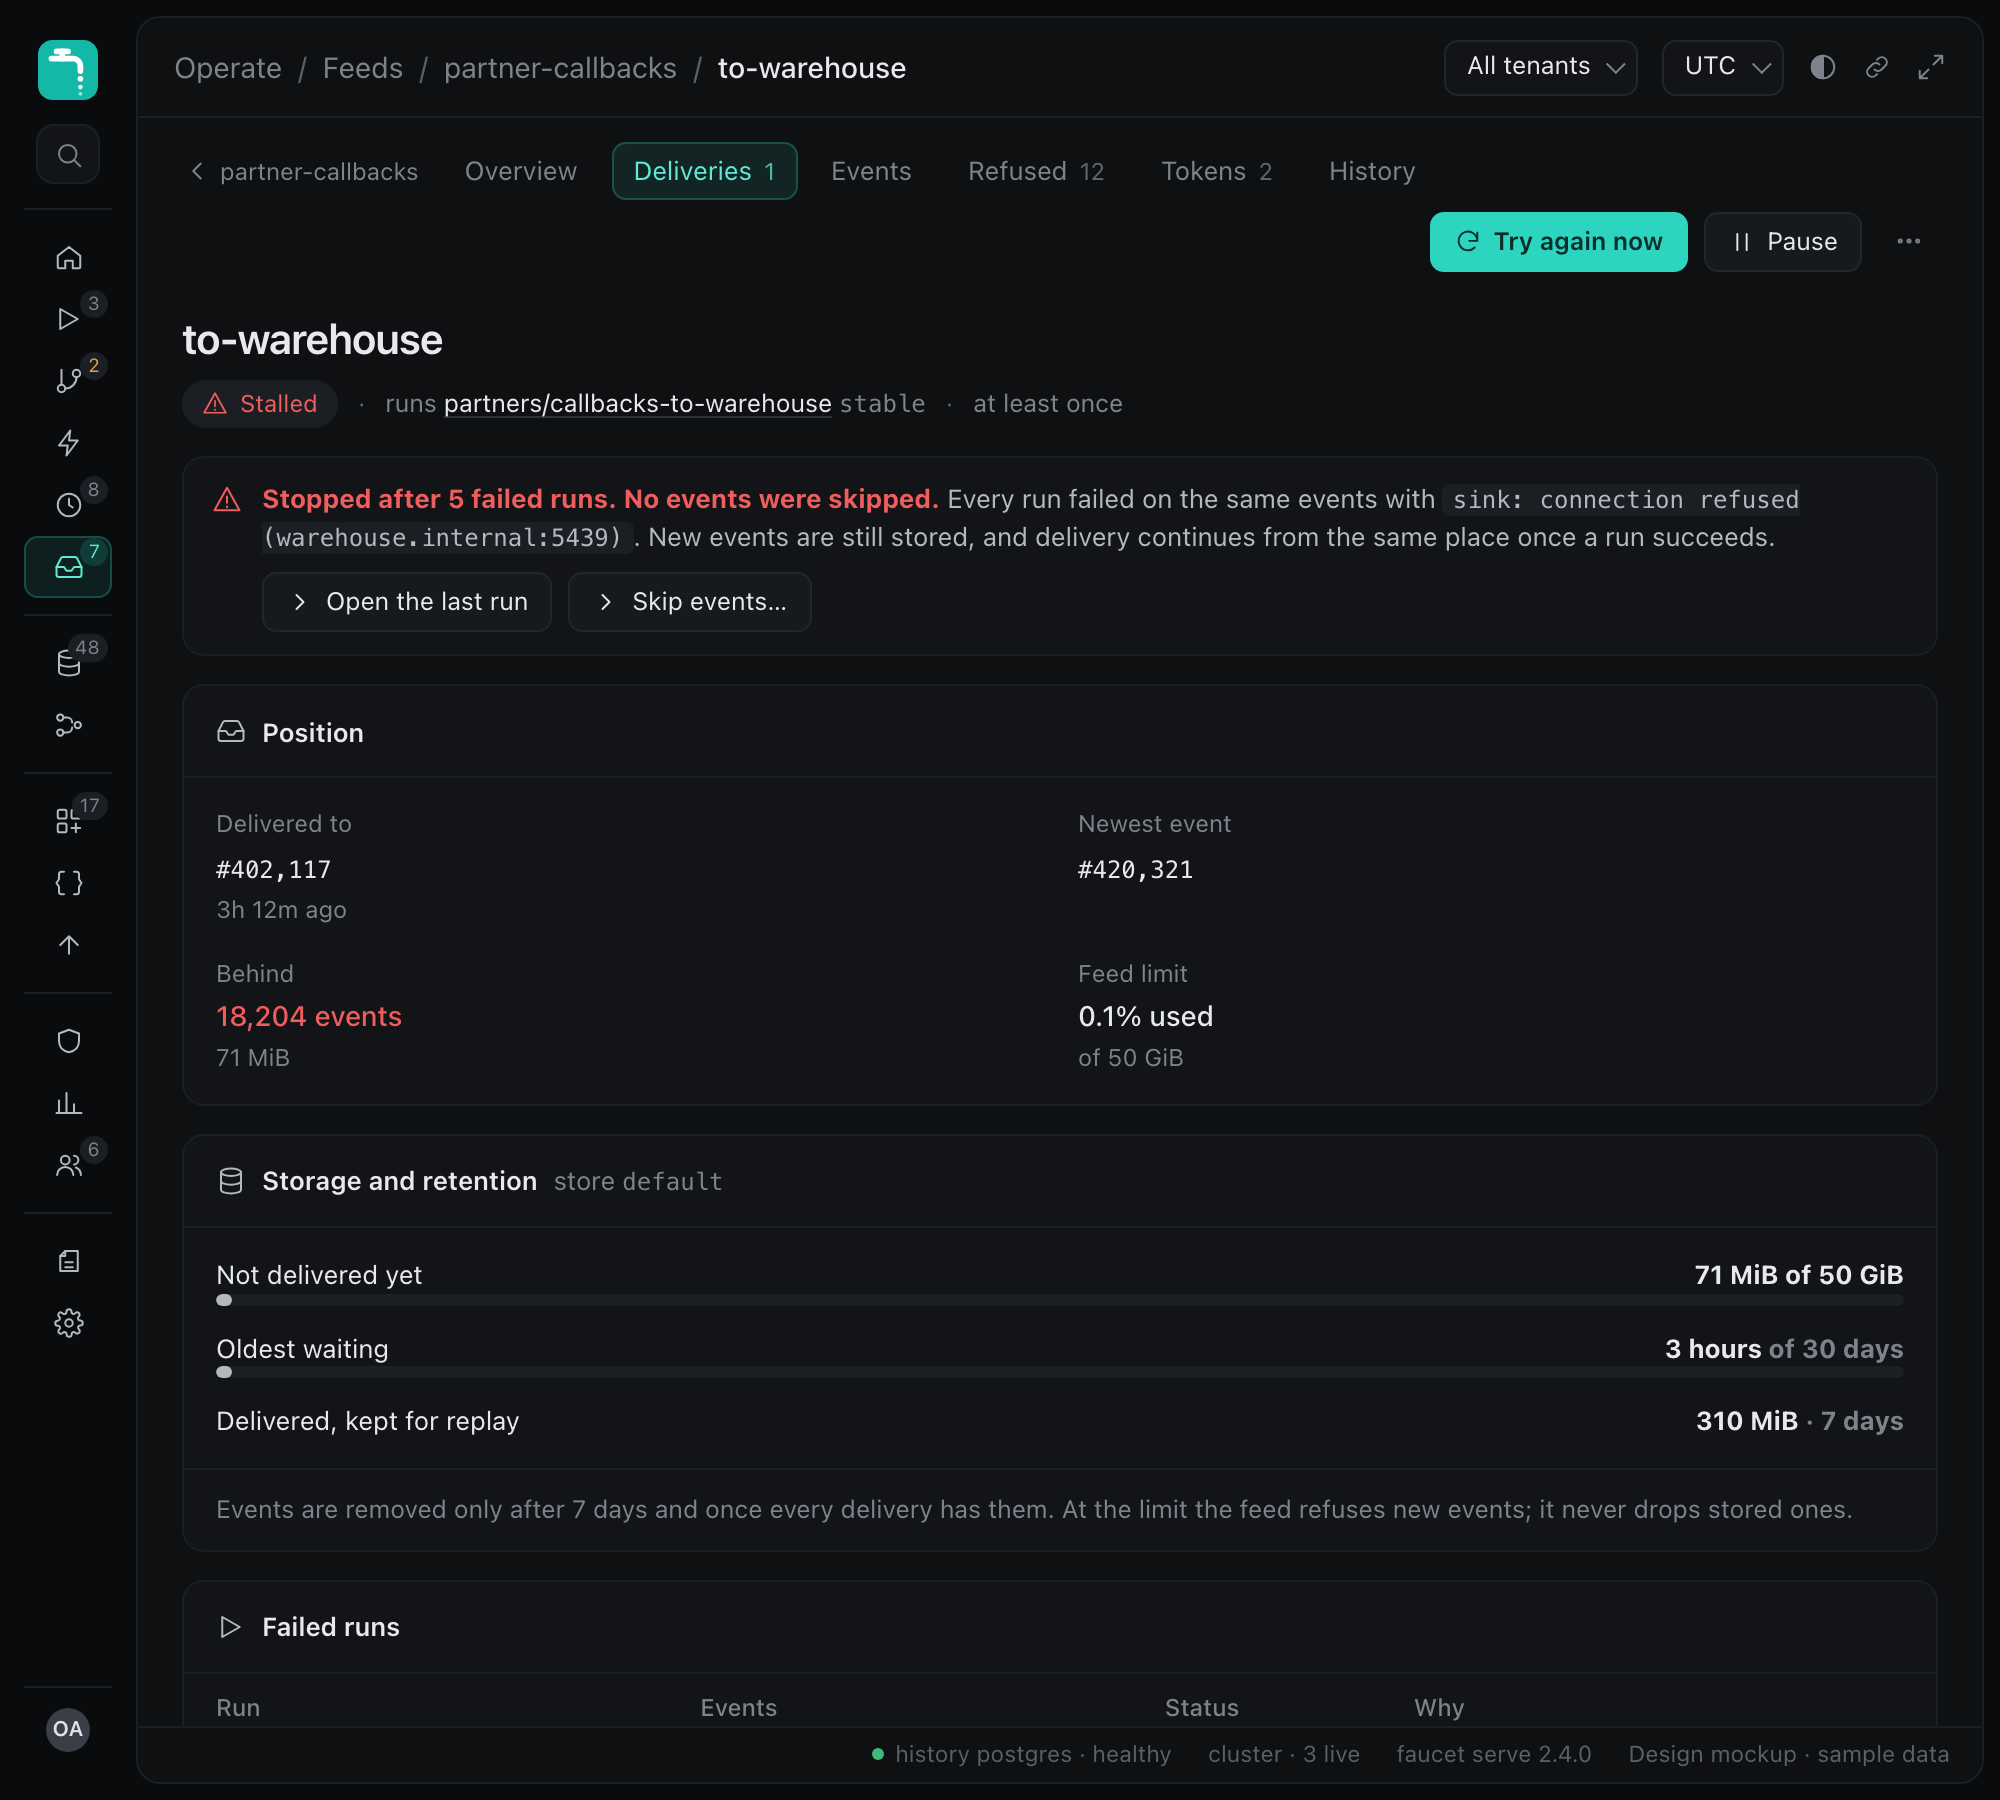 Operate / Feeds / partner-callbacks / to-warehouse
All tenants
UTC
partner-callbacks
Overview
Deliveries 1
Events
Refused 12
Tokens 2
History
Try again now
Pause
3
2
8
7
48
17
6
OA
to-warehouse
Stalled · runs partners/callbacks-to-warehouse stable · at least once
Stopped after 5 failed runs. No events were skipped. Every run failed on the same events with sink: connection refused
(warehouse.internal:5439). New events are still stored, and delivery continues from the same place once a run succeeds.
Open the last run
Skip events...
Position
Delivered to
#402,117
3h 12m ago
Newest event
#420,321
Behind
18,204 events
71 MiB
Feed limit
0.1% used
of 50 GiB
Storage and retention store default
Not delivered yet
71 MiB of 50 GiB
Oldest waiting
3 hours of 30 days
Delivered, kept for replay
310 MiB · 7 days
Events are removed only after 7 days and once every delivery has them. At the limit the feed refuses new events; it never drops stored ones.
Failed runs
Run
Events
Status
Why
history postgres · healthy
cluster · 3 live
faucet serve 2.4.0
Design mockup · sample data